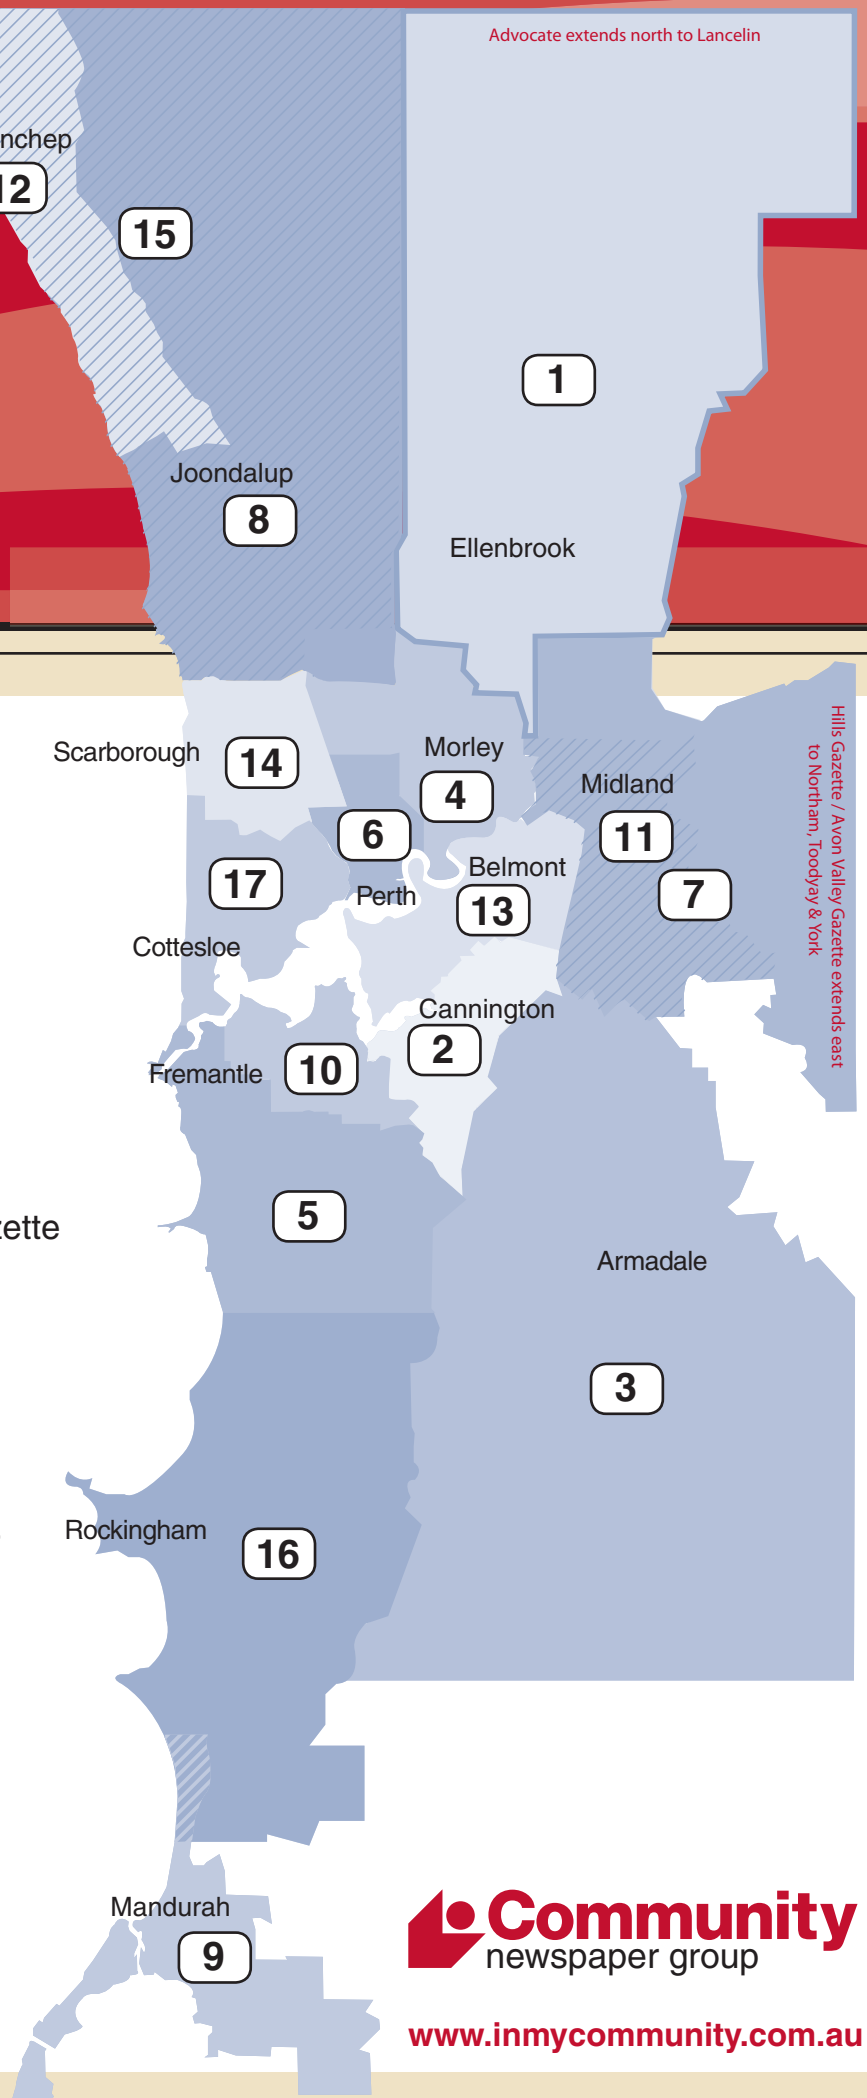 Advocate extends north to Lancelin
nchep
12
15
1
Joondalup
8
Ellenbrook
Hills Gazette / Avon Valley Gazette extends east
to Northam, Toodyay & York
Scarborough
14
Morley
4
Midland
11
6
7
Belmont
13
17
Perth
Cottesloe
Cannington
2
Fremantle
10
5
zette
Armadale
3
Rockingham
16
Mandurah
9
Community
newspaper group
www.inmycommunity.com.au